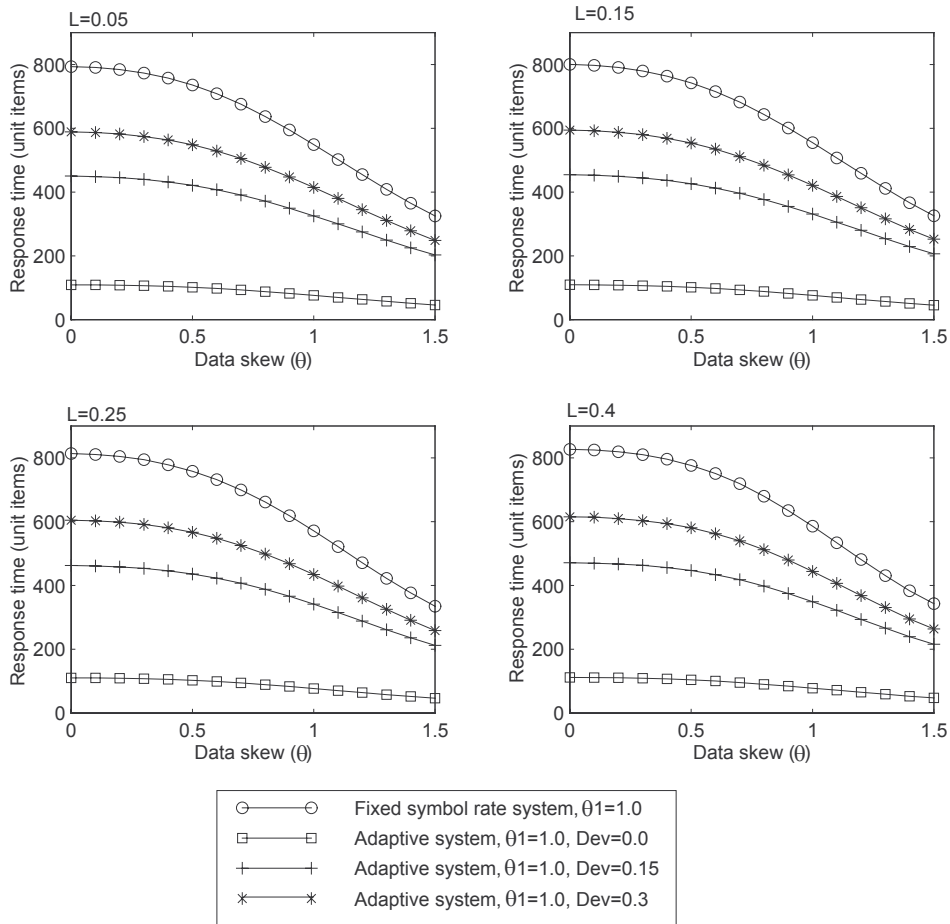 L=0.05
Response time (unit items)
800
600
400
200
0
0 0.5 1 1.5
Data skew (θ)
L=0.15
Response time (unit items)
800
600
400
200
0
0 0.5 1 1.5
Data skew (θ)
L=0.25
Response time (unit items)
800
600
400
200
0
0 0.5 1 1.5
Data skew (θ)
L=0.4
Response time (unit items)
800
600
400
200
0
0 0.5 1 1.5
Data skew (θ)
Fixed symbol rate system, θ1=1.0
Adaptive system, θ1=1.0, Dev=0.0
Adaptive system, θ1=1.0, Dev=0.15
Adaptive system, θ1=1.0, Dev=0.3